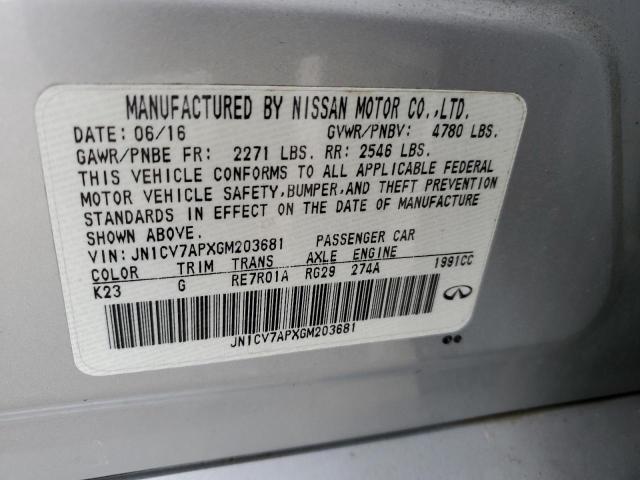 MANUFACTURED BY NISSAN MOTOR CO.,LTD.
DATE: 06/16 GVWR/PNBV: 4780 LBS.
GAWR/PNBE FR: 2271 LBS. RR: 2546 LBS.
THIS VEHICLE CONFORMS TO ALL APPLICABLE FEDERAL
MOTOR VEHICLE SAFETY,BUMPER,AND THEFT PREVENTION
STANDARDS IN EFFECT ON THE DATE OF MANUFACTURE
SHOWN ABOVE.
VIN: JN1CV7APXGM203681 PASSENGER CAR
COLOR TRIM TRANS AXLE ENGINE
K23 G RE7R01A RG29 274A 1991CC
JN1CV7APXGM203681